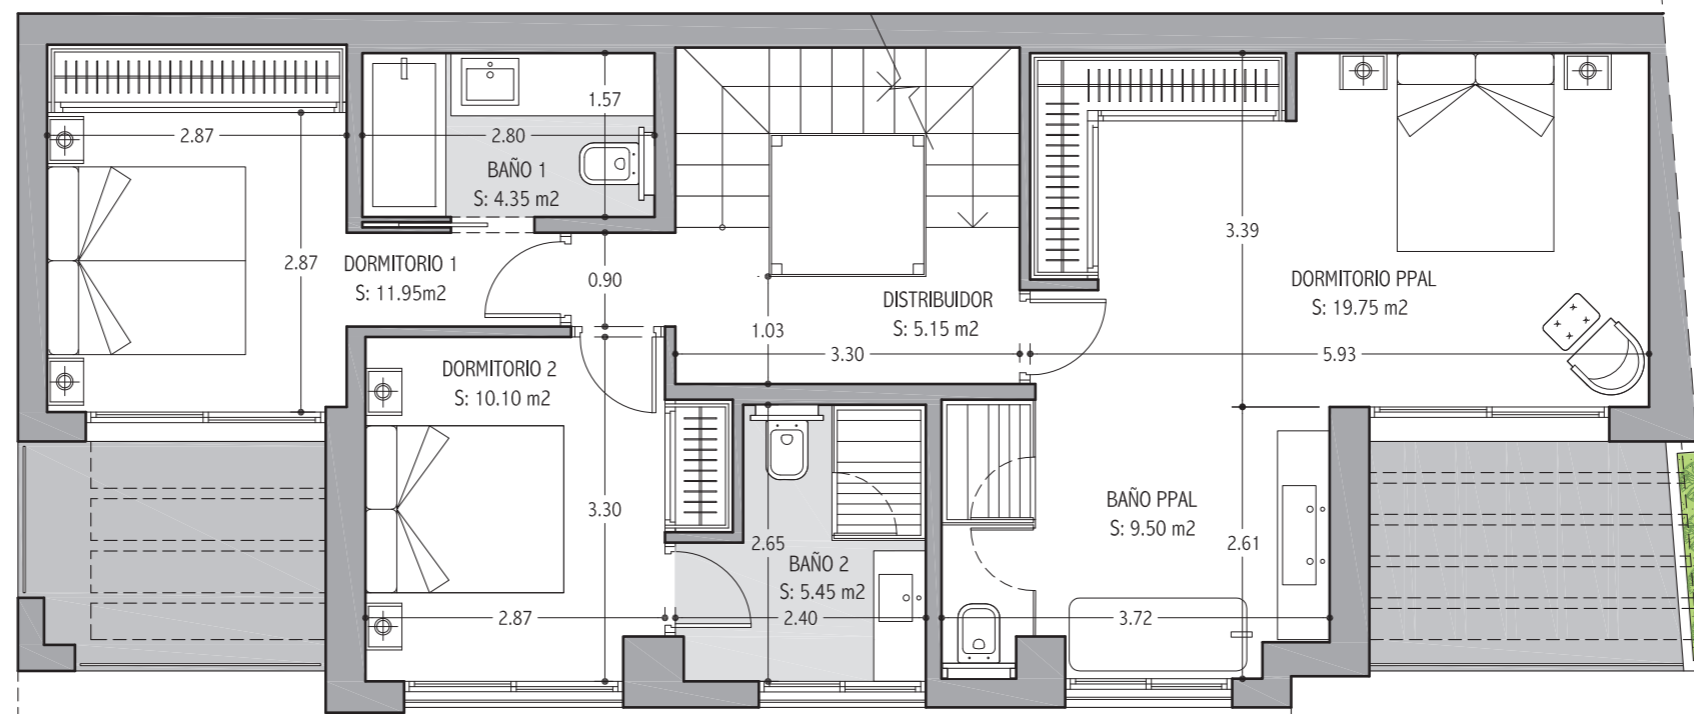 2.87
2.80
1.57
BAÑO 1
S: 4.35 m2
2.87
DORMITORIO 1
S: 11.95m2
0.90
DISTRIBUIDOR
S: 5.15 m2
1.03
3.30
3.39
DORMITORIO PPAL
S: 19.75 m2
5.93
DORMITORIO 2
S: 10.10 m2
3.30
2.87
2.65
BAÑO 2
S: 5.45 m2
2.40
BAÑO PPAL
S: 9.50 m2
2.61
3.72